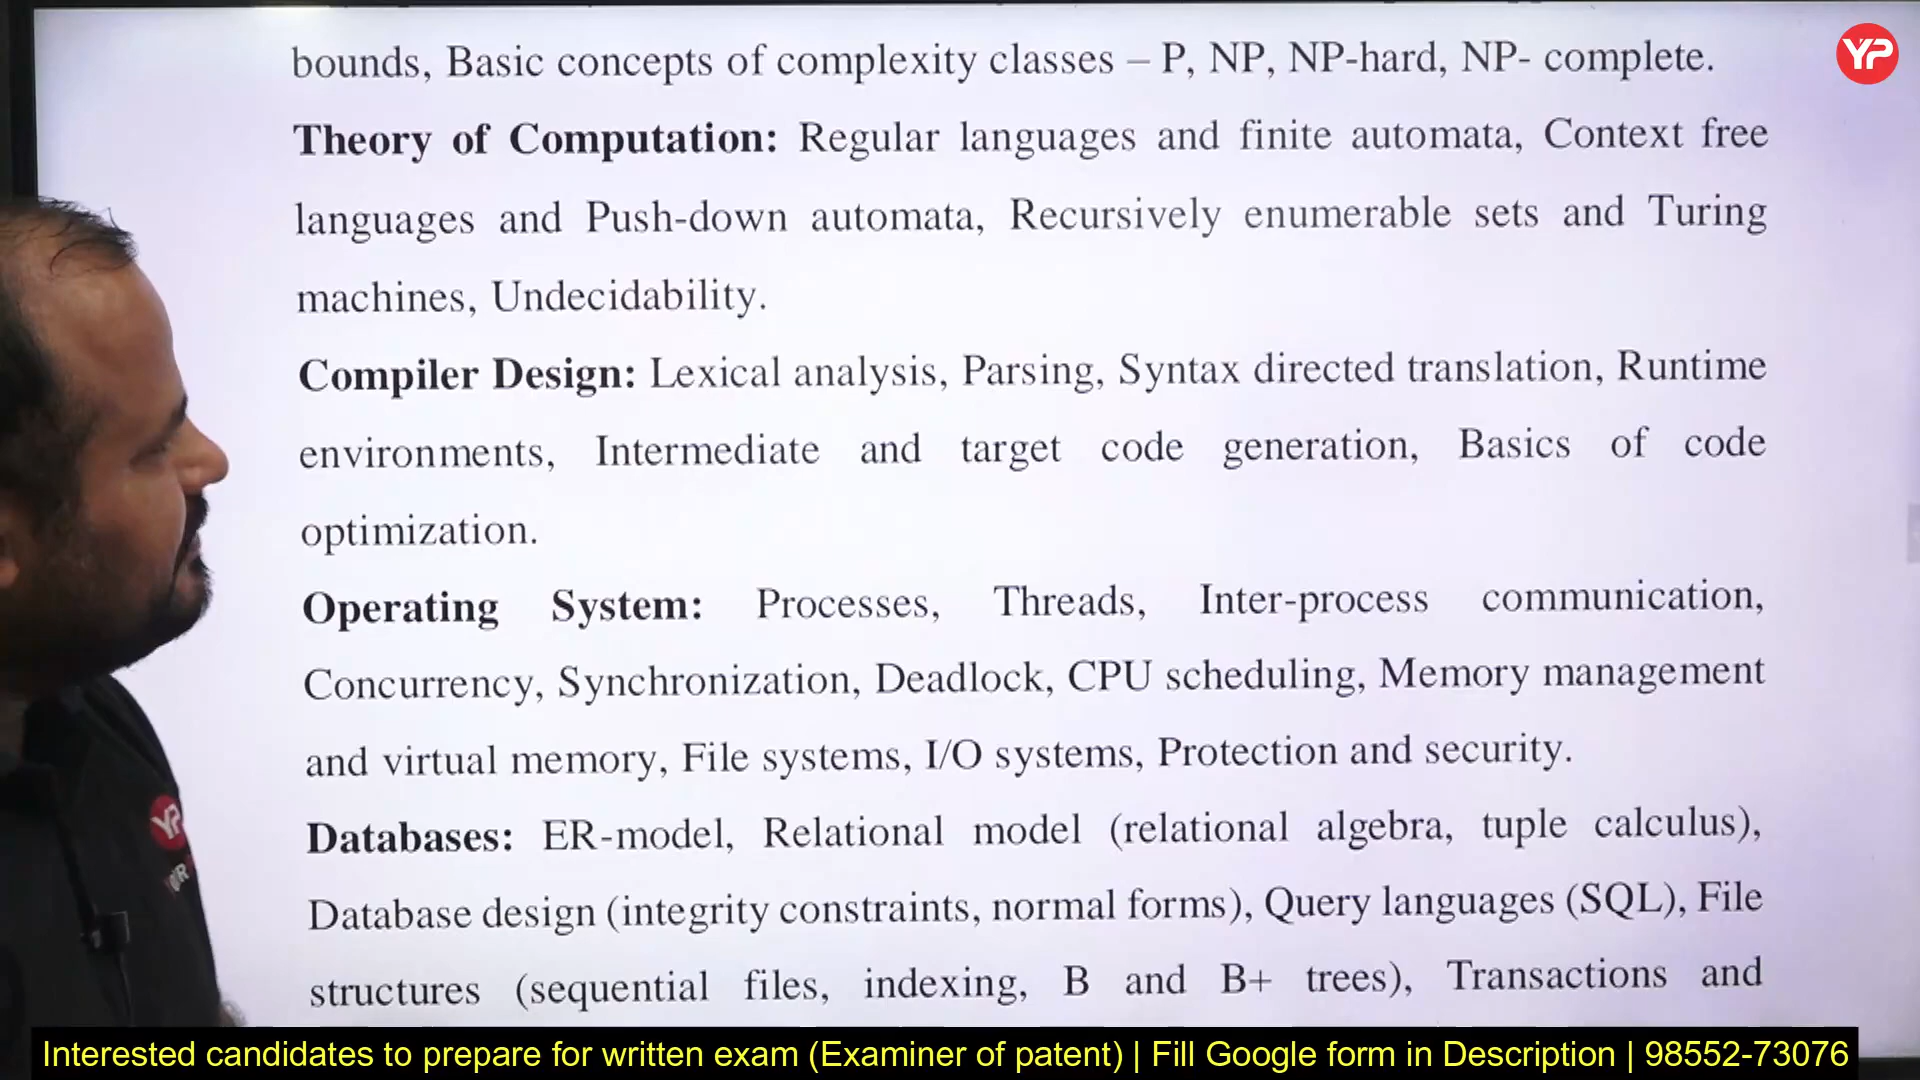 YP
bounds, Basic concepts of complexity classes – P, NP, NP-hard, NP- complete.
Theory of Computation: Regular languages and finite automata, Context free
languages and Push-down automata, Recursively enumerable sets and Turing
machines, Undecidability.
Compiler Design: Lexical analysis, Parsing, Syntax directed translation, Runtime
environments, Intermediate and target code generation, Basics of code
optimization.
Operating System: Processes, Threads, Inter-process communication,
Concurrency, Synchronization, Deadlock, CPU scheduling, Memory management
and virtual memory, File systems, I/O systems, Protection and security.
Databases: ER-model, Relational model (relational algebra, tuple calculus),
Database design (integrity constraints, normal forms), Query languages (SQL), File
structures (sequential files, indexing, B and B+ trees), Transactions and
YP
Interested candidates to prepare for written exam (Examiner of patent) | Fill Google form in Description | 98552-73076